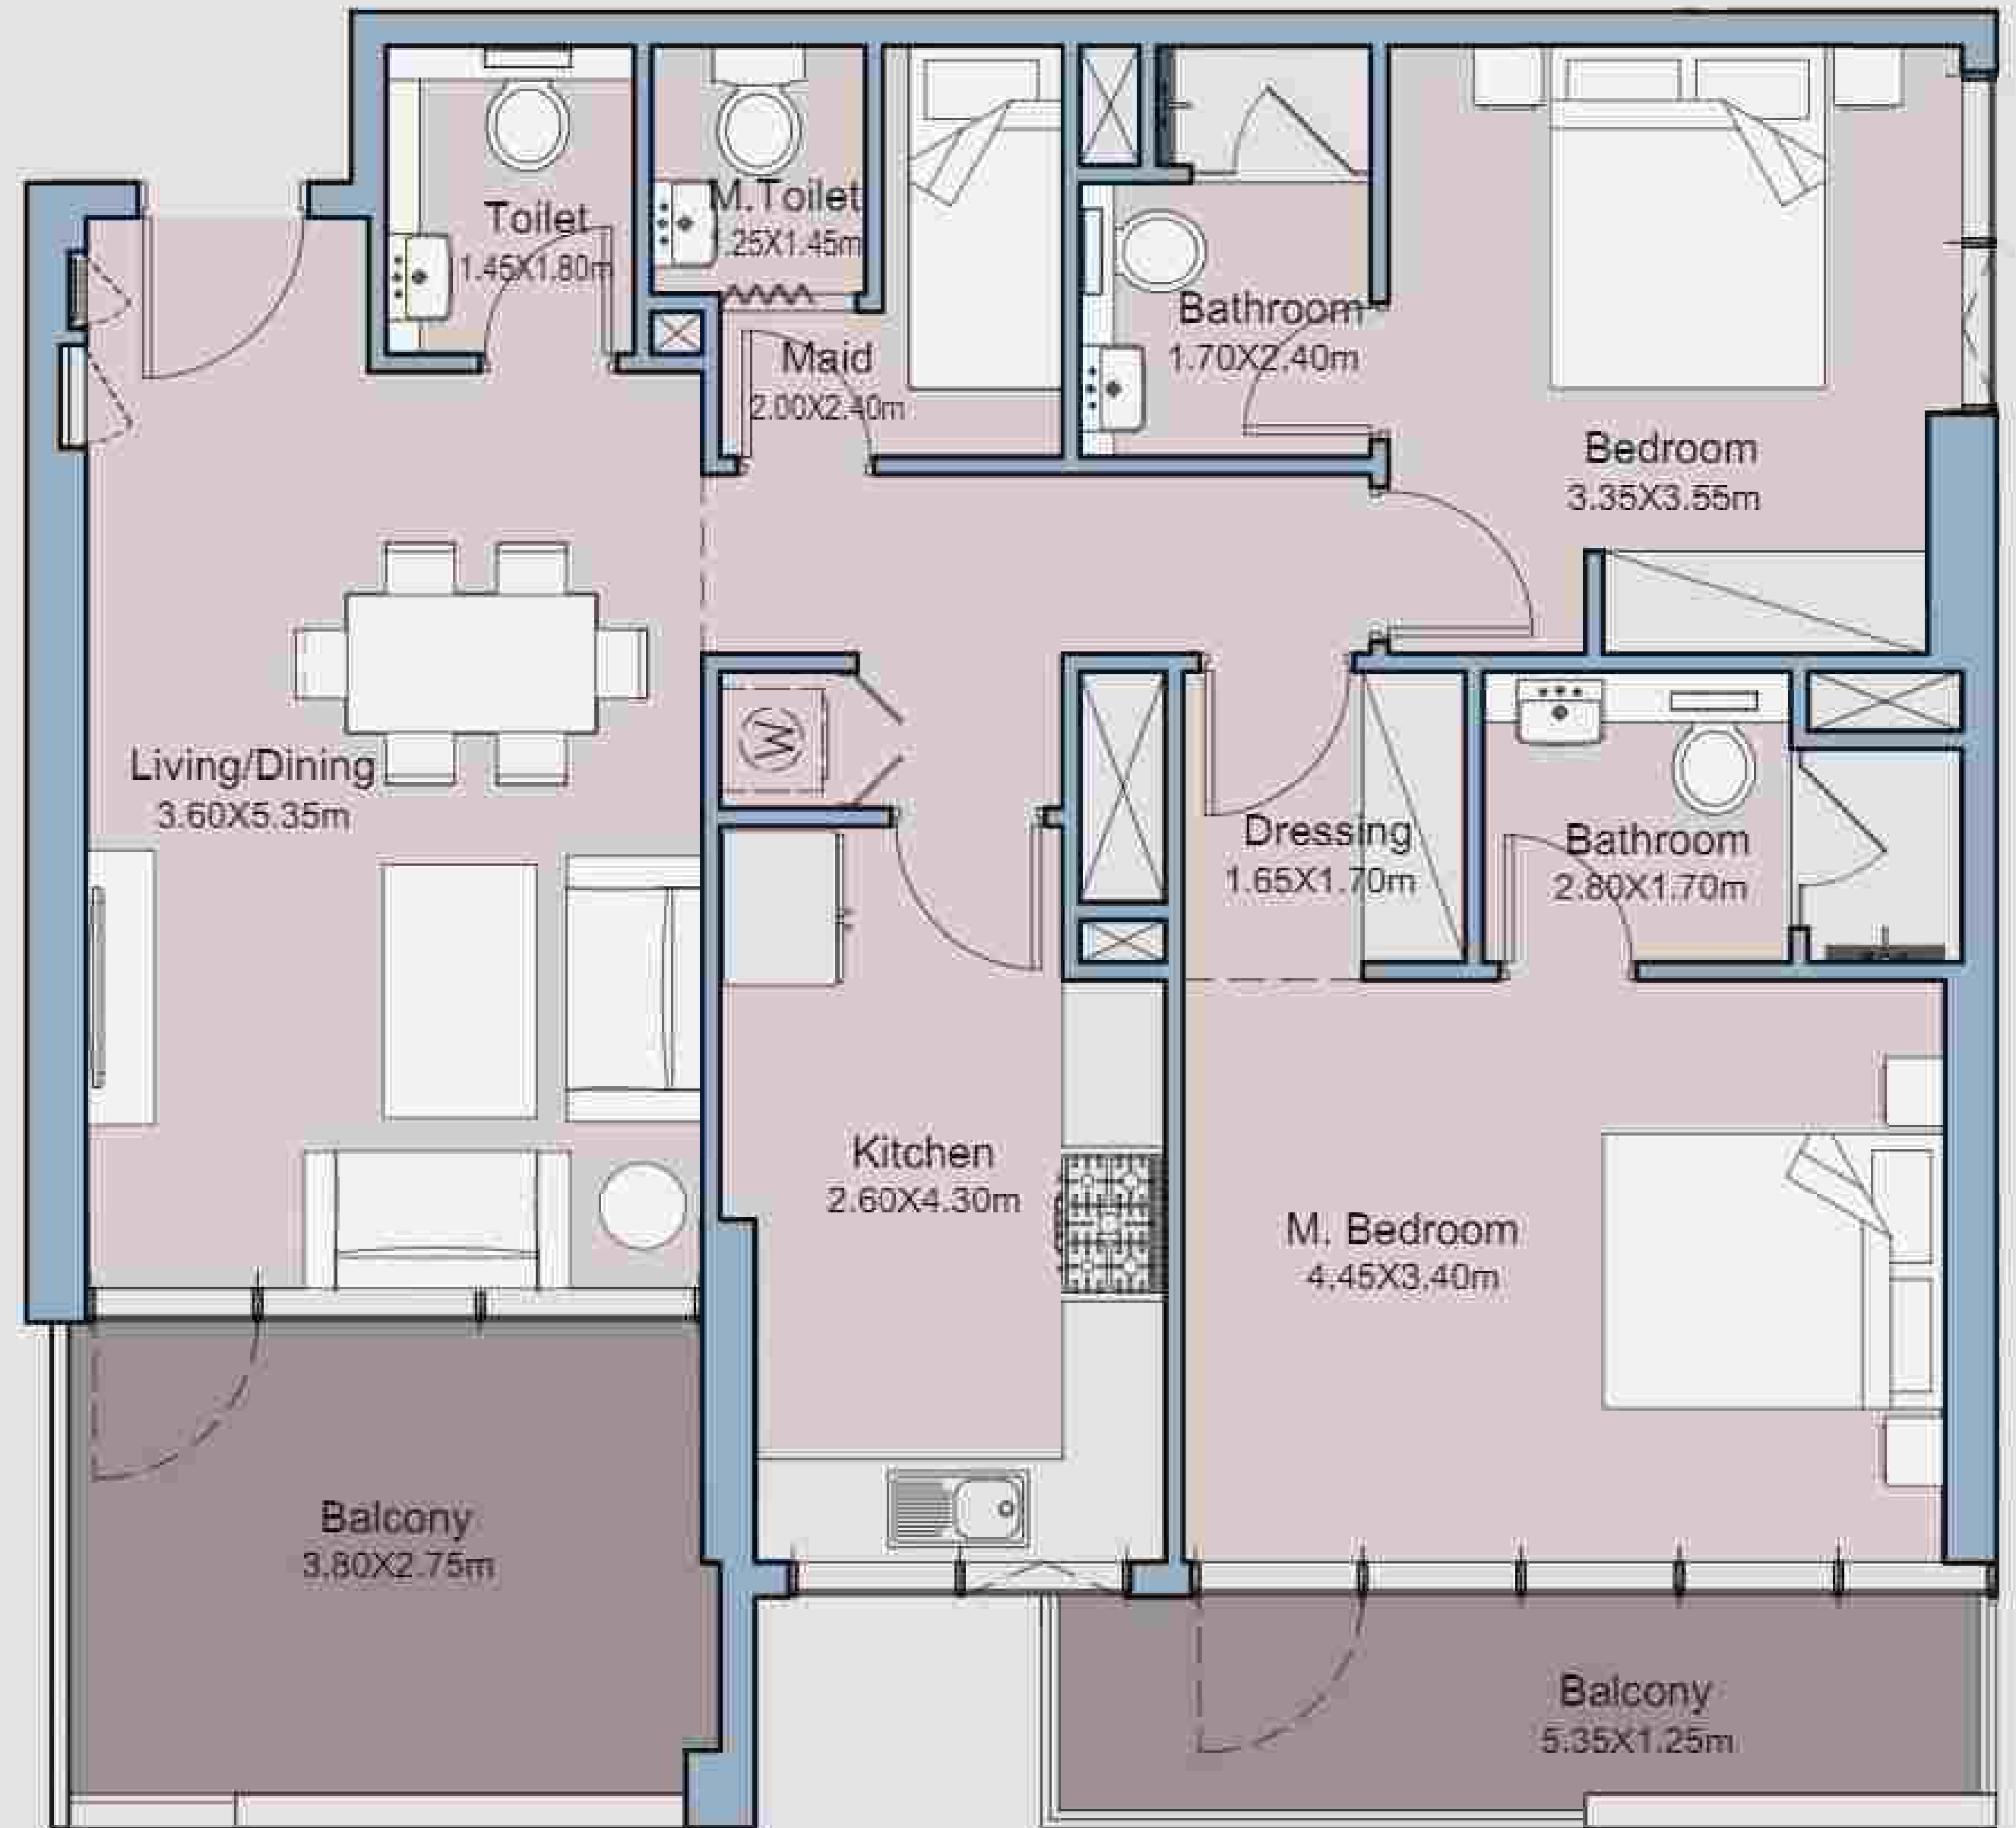 Toilet
1.45X1.80m
M.Toilet
.25X1.45m
Maid
2.00X2.40m
Bathroom
1.70X2.40m
Bedroom
3.35X3.55m
Living/Dining
3.60X5.35m
W
Dressing
1.65X1.70m
Bathroom
2.80X1.70m
Kitchen
2.60X4.30m
M. Bedroom
4.45X3.40m
Balcony
3.80X2.75m
Balcony
5.35X1.25m